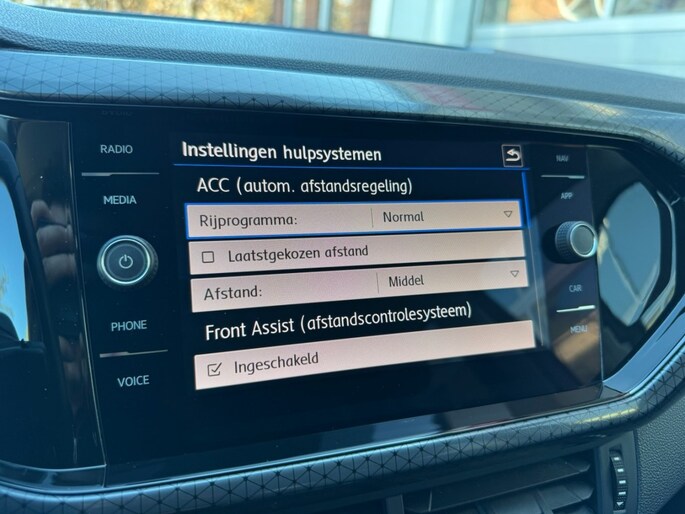 Instellingen hulpsystemen
ACC (autom. afstandsregeling)
Rijprogramma: Normal
Laatstgekozen afstand
Afstand: Middel
Front Assist (afstandscontrolesysteem)
Ingeschakeld
RADIO
MEDIA
PHONE
VOICE
NAV
APP
CAR
MENU